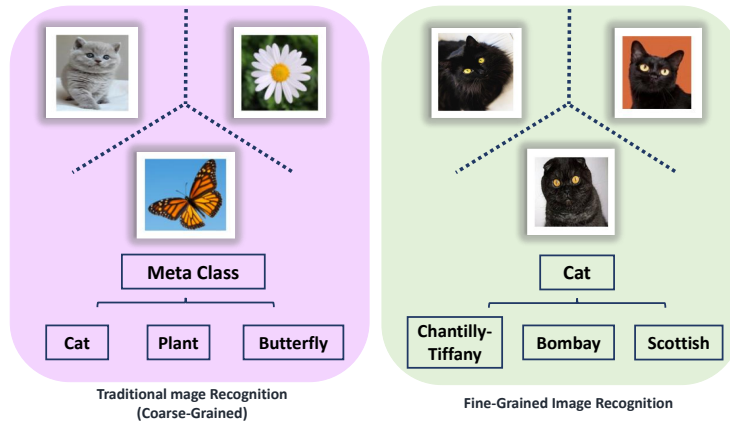 Meta Class
Cat
Plant
Butterfly
Traditional mage Recognition
(Coarse-Grained)
Cat
Chantilly-
Tiffany
Bombay
Scottish
Fine-Grained Image Recognition